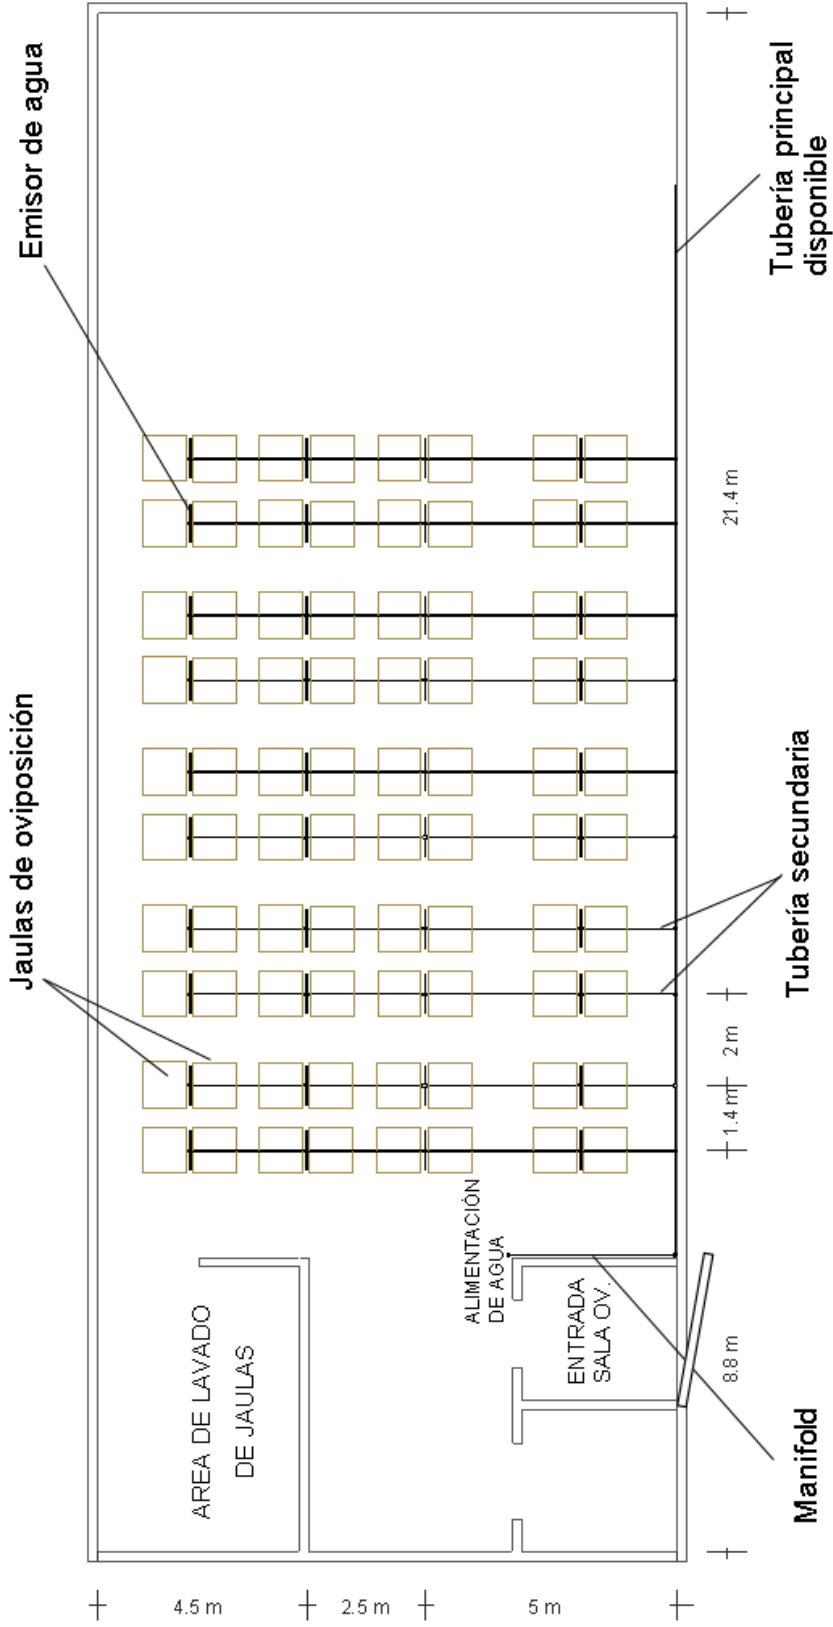 Emisor de agua
Jaulas de oviposición
Tubería principal
disponible
Tubería secundaria
Manifold
AREA DE LAVADO
DE JAULAS
ALIMENTACIÓN
DE AGUA
ENTRADA
SALA OV.
8.8 m
1.4 m
2 m
21.4 m
4.5 m
2.5 m
5 m